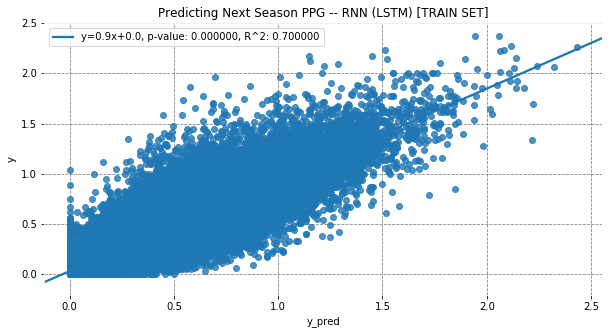 Predicting Next Season PPG -- RNN (LSTM) [TRAIN SET]
y=0.9x+0.0, p-value: 0.000000, R^2: 0.700000
2.5
2.0
1.5
1.0
0.5
0.0
y
0.0 0.5 1.0 1.5 2.0 2.5
y_pred